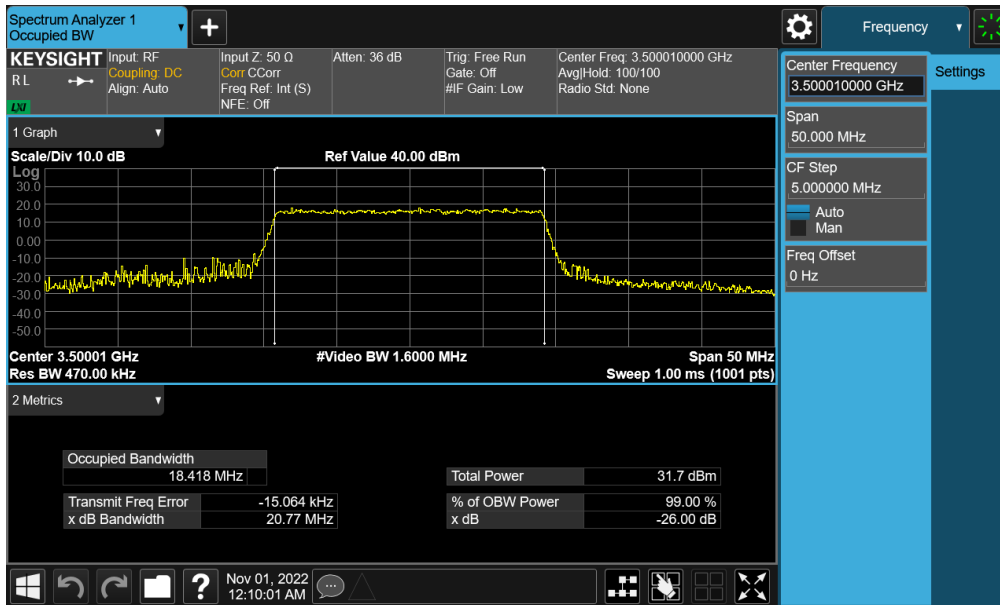 Spectrum Analyzer 1
Occupied BW
+
Frequency
KEYSIGHT
R L
LXI
Input: RF
Coupling: DC
Align: Auto
Input Z: 50 Ω
Corr CCorr
Freq Ref: Int (S)
NFE: Off
Atten: 36 dB
Trig: Free Run
Gate: Off
#IF Gain: Low
Center Freq: 3.500010000 GHz
Avg|Hold: 100/100
Radio Std: None
Center Frequency
3.500010000 GHz
Settings
Span
50.000 MHz
CF Step
5.000000 MHz
Auto
Man
Freq Offset
0 Hz
1 Graph
Scale/Div 10.0 dB
Ref Value 40.00 dBm
Log
30.0
20.0
10.0
0.00
-10.0
-20.0
-30.0
-40.0
-50.0
Center 3.50001 GHz
#Video BW 1.6000 MHz
Span 50 MHz
Res BW 470.00 kHz
Sweep 1.00 ms (1001 pts)
2 Metrics
Occupied Bandwidth
18.418 MHz
Total Power 31.7 dBm
Transmit Freq Error -15.064 kHz
% of OBW Power 99.00 %
x dB Bandwidth 20.77 MHz
x dB -26.00 dB
?
Nov 01, 2022
12:10:01 AM